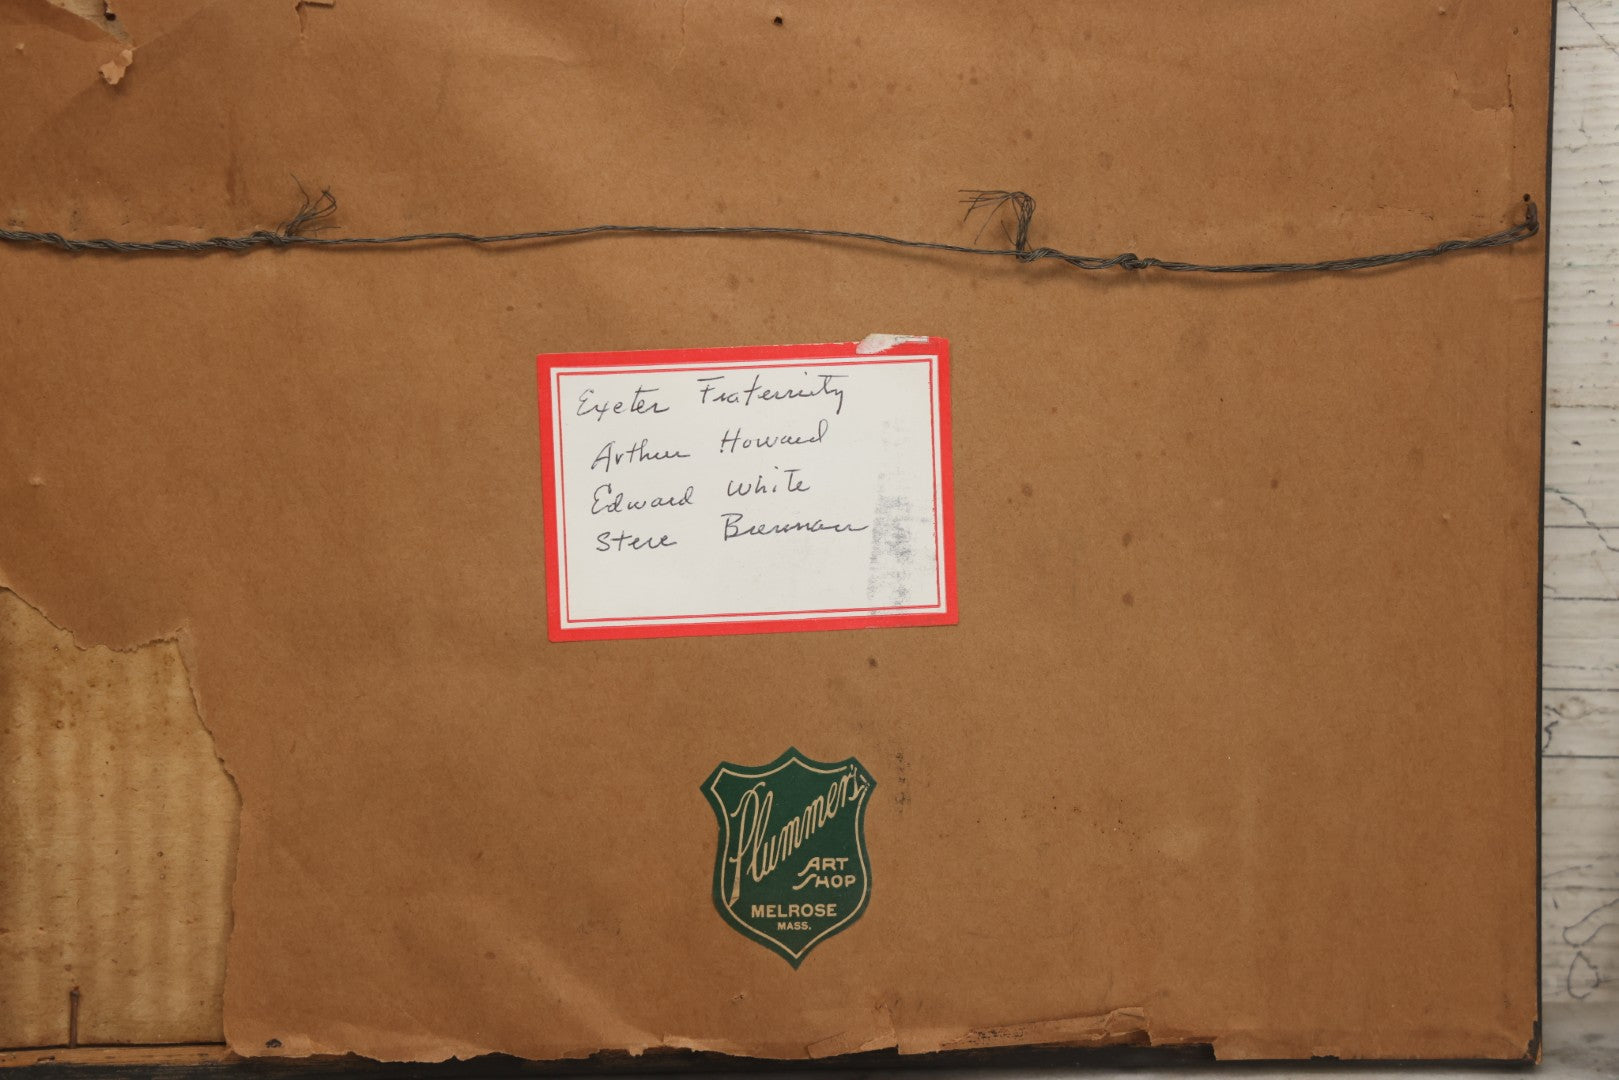 Exeter Fraternity
Arthur Howard
Edward White
Steve Brennan
Plummer's
ART
SHOP
MELROSE
MASS.